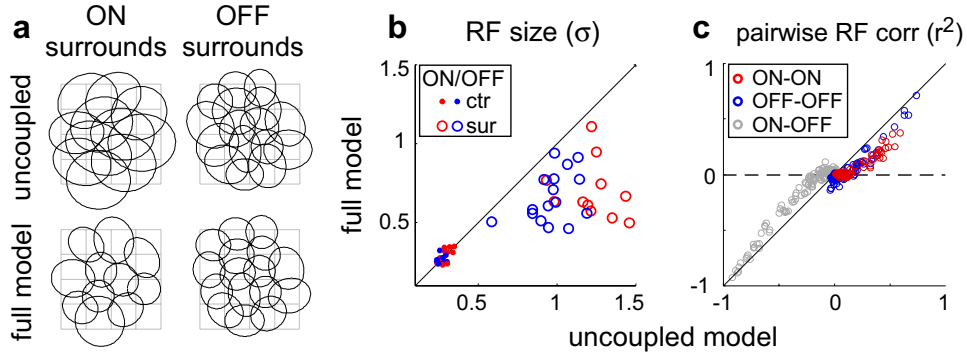 a
ON
surrounds
OFF
surrounds
uncoupled
full model
b
RF size (σ)
1.5
1
0.5
0.5
1
1.5
full model
ON/OFF
ctr
sur
c
pairwise RF corr (r²)
1
0
-1
-1
0
1
ON-ON
OFF-OFF
ON-OFF
uncoupled model